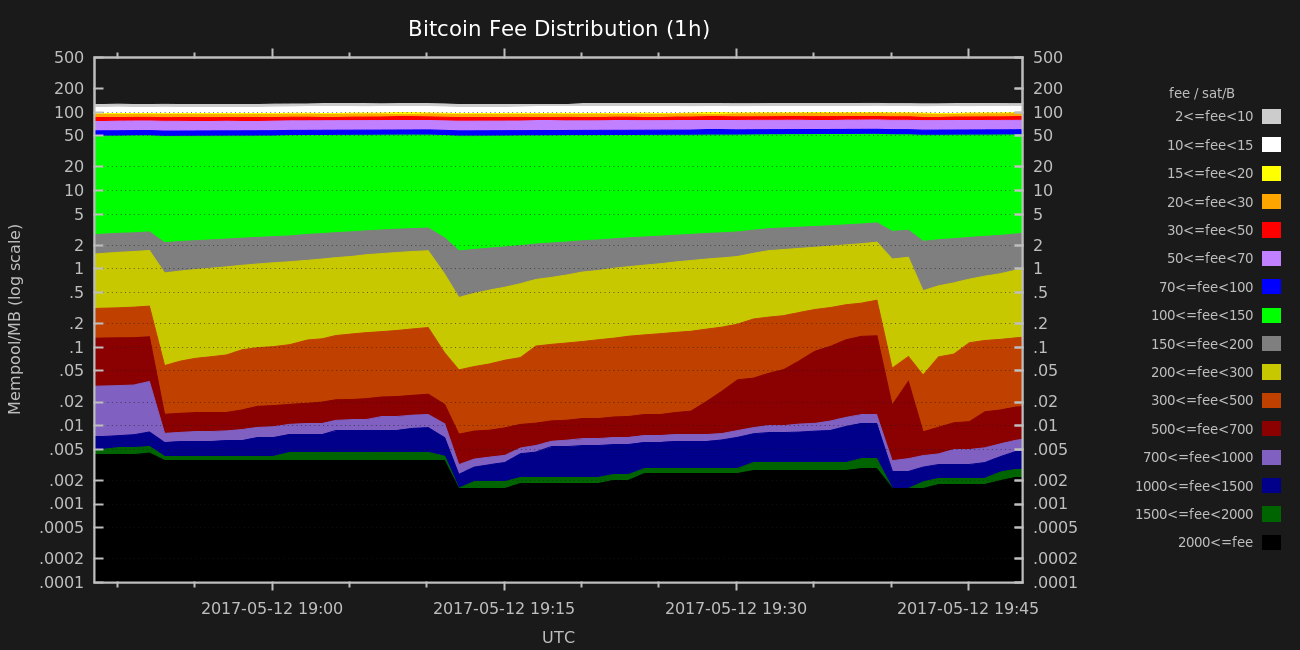 Bitcoin Fee Distribution (1h)
500
200
100
50
20
10
5
2
1
.5
.2
.1
.05
.02
.01
.005
.002
.001
.0005
.0002
.0001
Mempool/MB (log scale)
500
200
100
50
20
10
5
2
1
.5
.2
.1
.05
.02
.01
.005
.002
.001
.0005
.0002
.0001
2017-05-12 19:00
2017-05-12 19:15
2017-05-12 19:30
2017-05-12 19:45
UTC
fee / sat/B
2<=fee<10
10<=fee<15
15<=fee<20
20<=fee<30
30<=fee<50
50<=fee<70
70<=fee<100
100<=fee<150
150<=fee<200
200<=fee<300
300<=fee<500
500<=fee<700
700<=fee<1000
1000<=fee<1500
1500<=fee<2000
2000<=fee